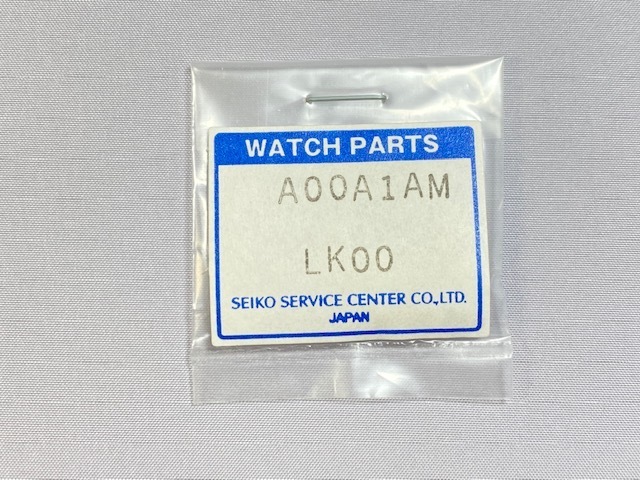 WATCH PARTS
A00A1AM
LK00
SEIKO SERVICE CENTER CO.,LTD.
JAPAN